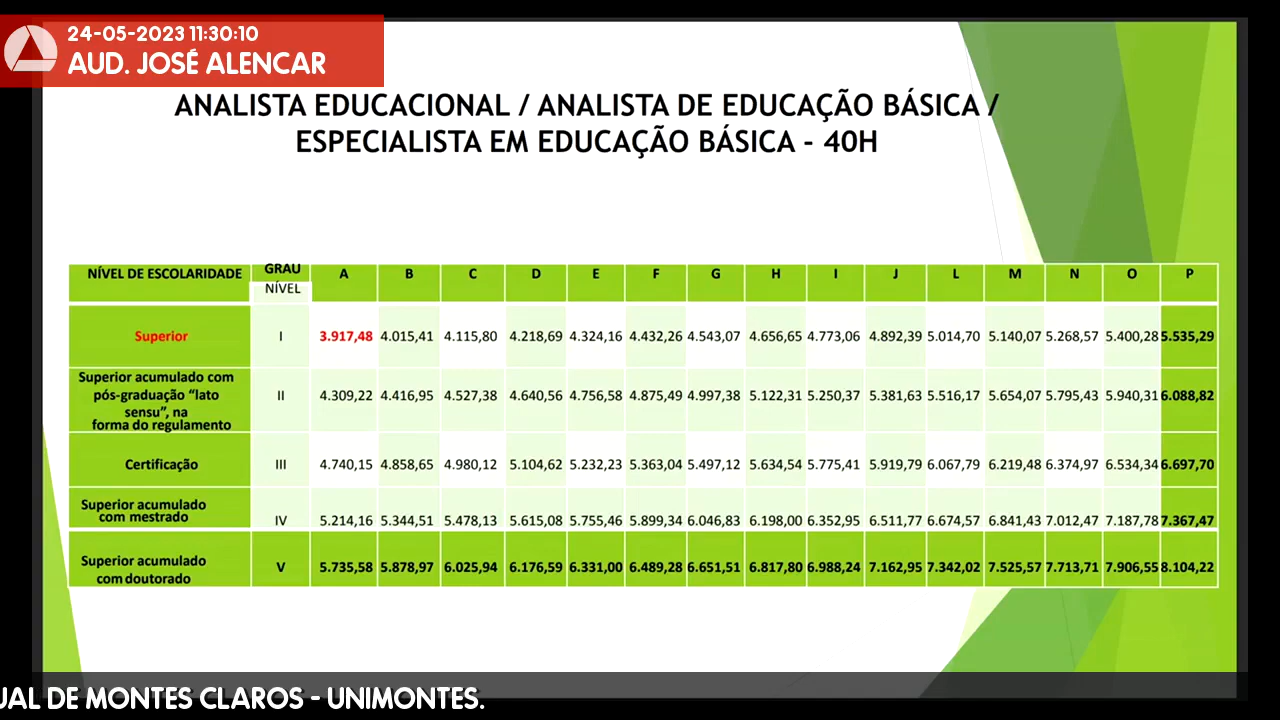 24-05-2023 11:30:10
AUD. JOSÉ ALENCAR
ANALISTA EDUCACIONAL / ANALISTA DE EDUCAÇÃO BÁSICA /
ESPECIALISTA EM EDUCAÇÃO BÁSICA - 40H
NÍVEL DE ESCOLARIDADE GRAU NÍVEL A B C D E F G H I J L M N O P
Superior I 3.917,48 4.015,41 4.115,80 4.218,69 4.324,16 4.432,26 4.543,07 4.656,65 4.773,06 4.892,39 5.014,70 5.140,07 5.268,57 5.400,28 5.535,29
Superior acumulado com
pós-graduação “lato
sensu”, na
forma do regulamento
II 4.309,22 4.416,95 4.527,38 4.640,56 4.756,58 4.875,49 4.997,38 5.122,31 5.250,37 5.381,63 5.516,17 5.654,07 5.795,43 5.940,31 6.088,82
Certificação III 4.740,15 4.858,65 4.980,12 5.104,62 5.232,23 5.363,04 5.497,12 5.634,54 5.775,41 5.919,79 6.067,79 6.219,48 6.374,97 6.534,34 6.697,70
Superior acumulado
com mestrado
IV 5.214,16 5.344,51 5.478,13 5.615,08 5.755,46 5.899,34 6.046,83 6.198,00 6.352,95 6.511,77 6.674,57 6.841,43 7.012,47 7.187,78 7.367,47
Superior acumulado
com doutorado
V 5.735,58 5.878,97 6.025,94 6.176,59 6.331,00 6.489,28 6.651,51 6.817,80 6.988,24 7.162,95 7.342,02 7.525,57 7.713,71 7.906,55 8.104,22
UAL DE MONTES CLAROS - UNIMONTES.